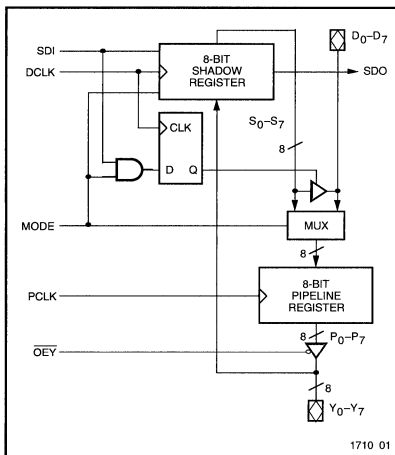 D0–D7
SDI
8-BIT
SHADOW
REGISTER
DCLK
SDO
CLK
S0–S7
8
D Q
MODE
MUX
8
8-BIT
PIPELINE
REGISTER
PCLK
8 P0–P7
OEY
8
Y0–Y7
1710 01